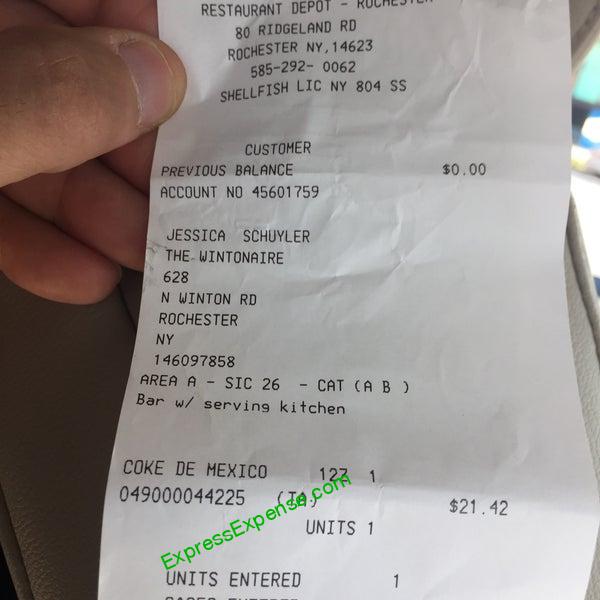 RESTAURANT DEPOT - ROCHESTER
80 RIDGELAND RD
ROCHESTER NY,14623
585-292- 0062
SHELLFISH LIC NY 804 SS
CUSTOMER
PREVIOUS BALANCE $0.00
ACCOUNT NO 45601759
JESSICA SCHUYLER
THE WINTONAIRE
628
N WINTON RD
ROCHESTER
NY
146097858
AREA A - SIC 26 - CAT (A B )
Bar w/ serving kitchen
COKE DE MEXICO 127 1
049000044225 $21.42
ExpressExpense.com
UNITS 1
UNITS ENTERED 1